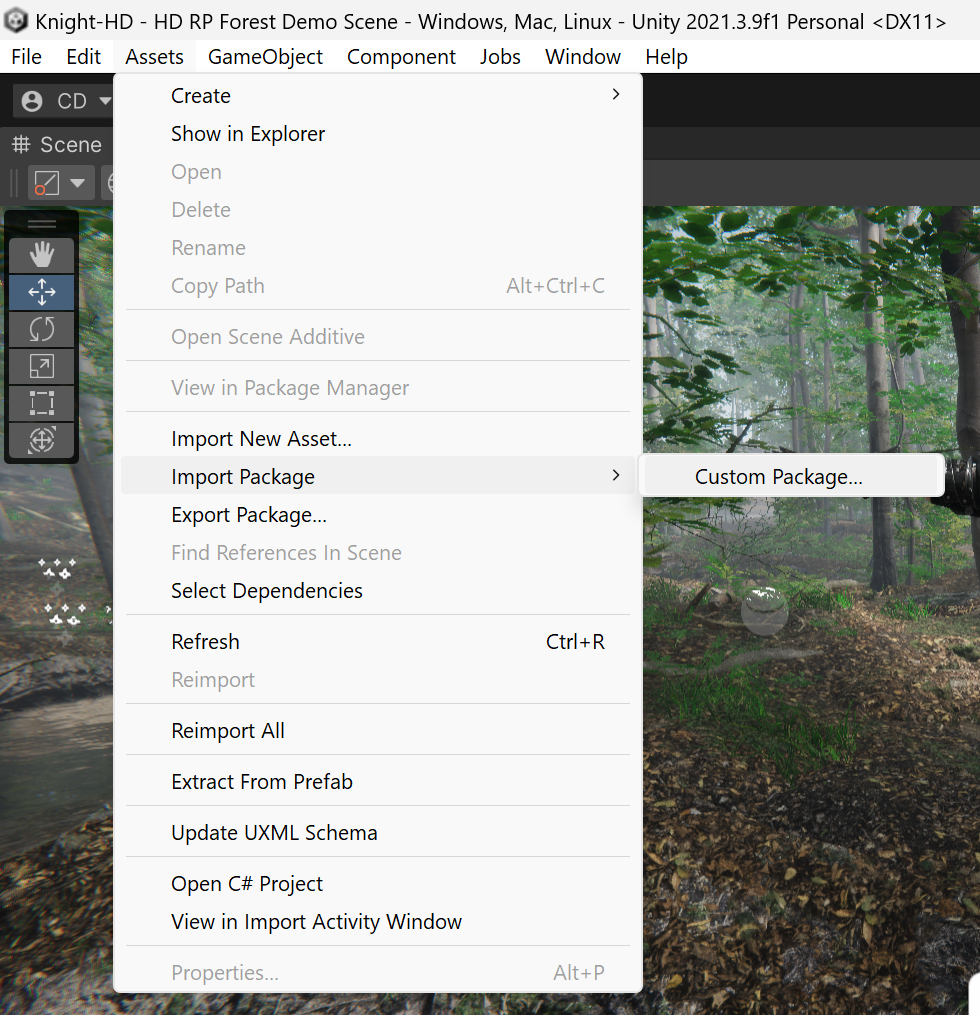 Knight-HD - HD RP Forest Demo Scene - Windows, Mac, Linux - Unity 2021.3.9f1 Personal <DX11>
File Edit Assets GameObject Component Jobs Window Help
CD
Scene
Create
Show in Explorer
Open
Delete
Rename
Copy Path Alt+Ctrl+C
Open Scene Additive
View in Package Manager
Import New Asset...
Import Package Custom Package...
Export Package...
Find References In Scene
Select Dependencies
Refresh Ctrl+R
Reimport
Reimport All
Extract From Prefab
Update UXML Schema
Open C# Project
View in Import Activity Window
Properties... Alt+P